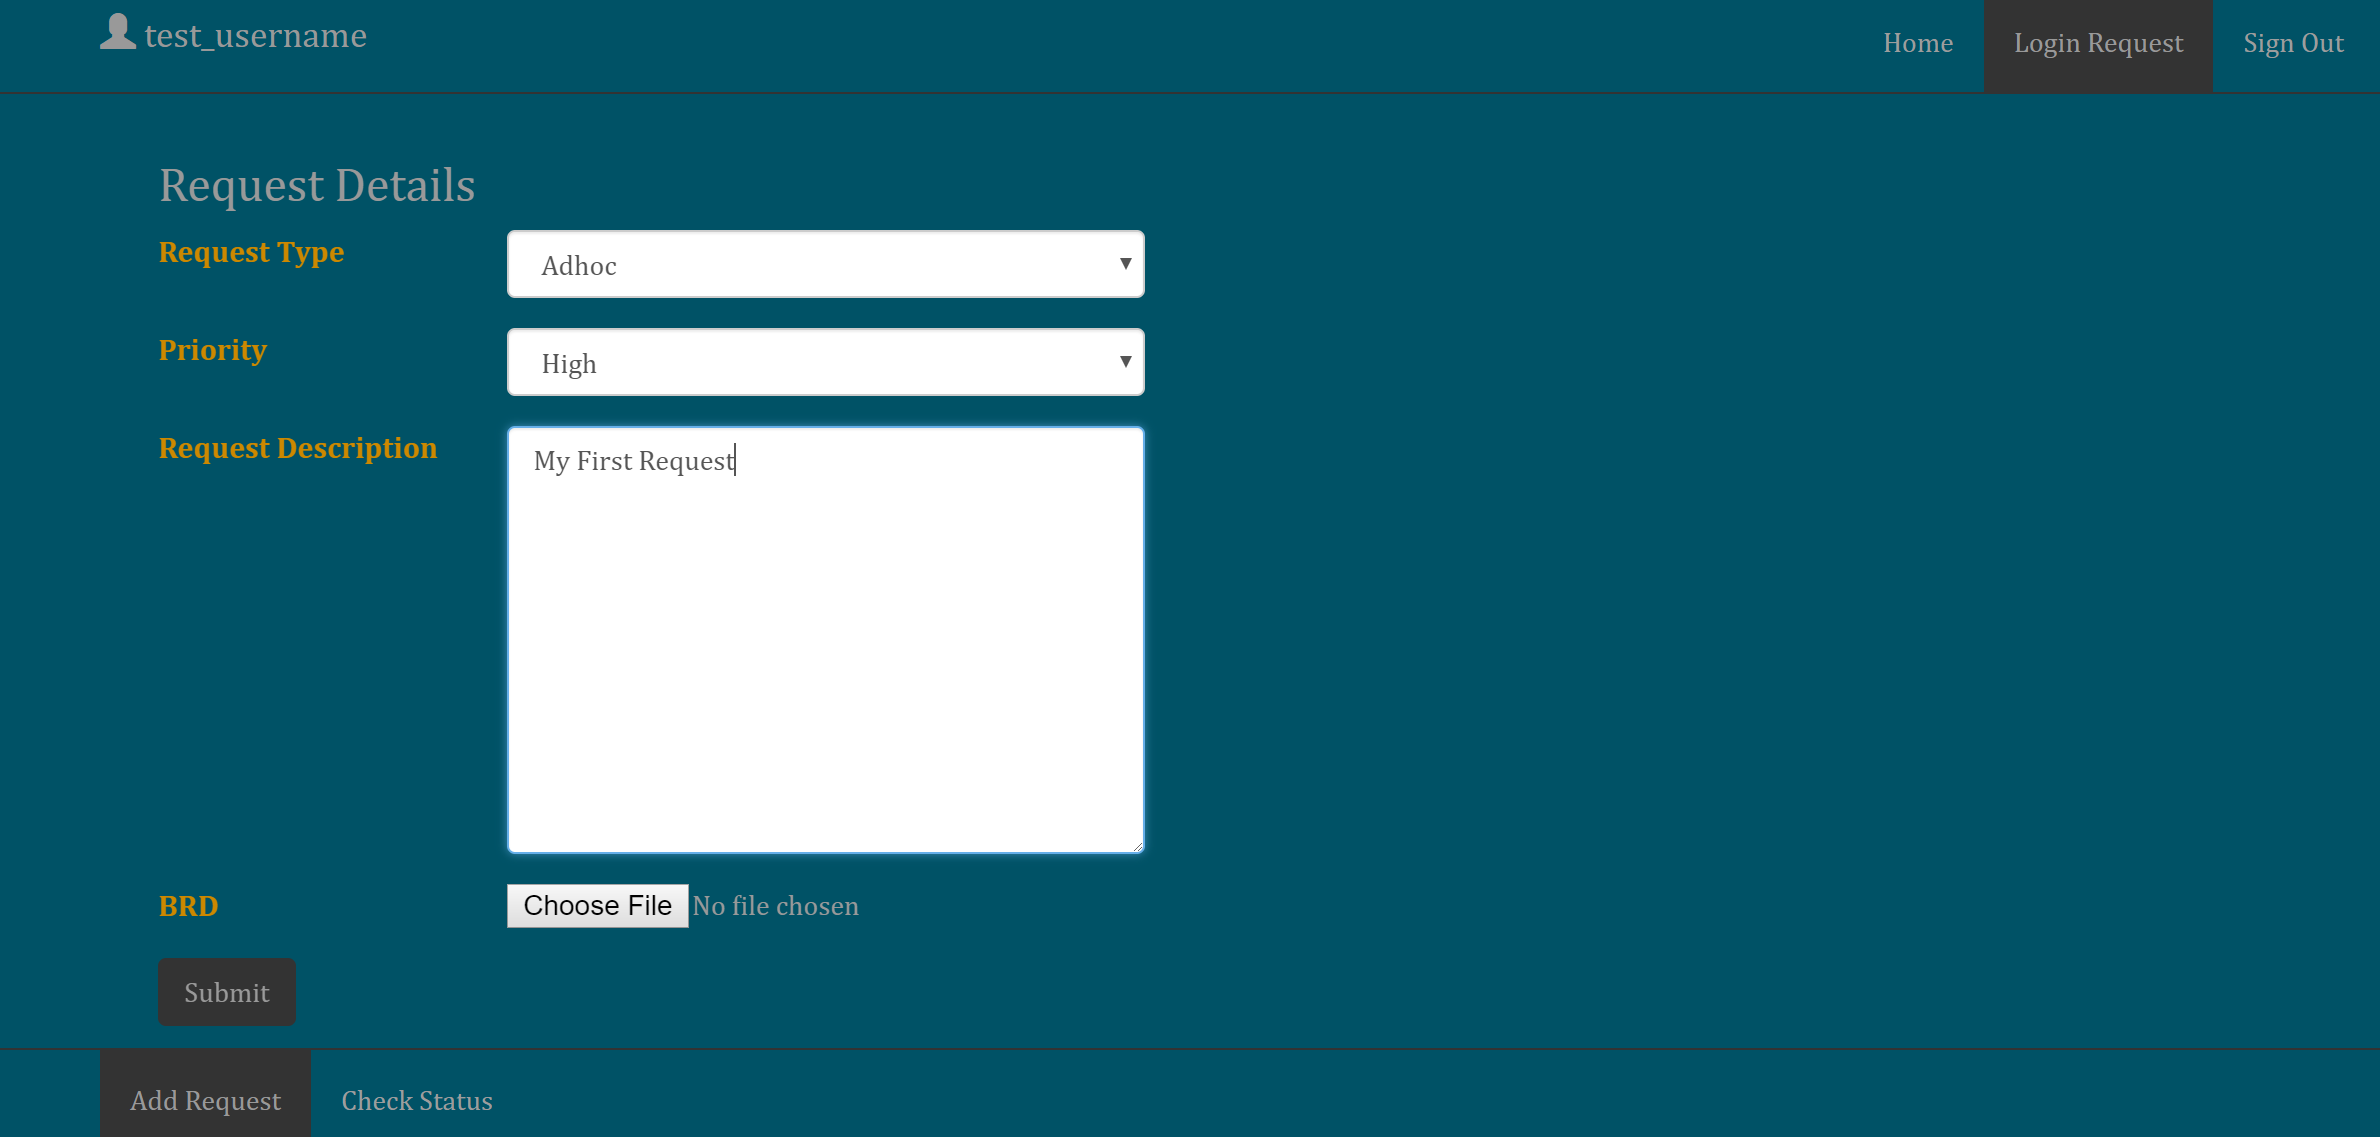 test_username
Home
Login Request
Sign Out
Request Details
Request Type
Adhoc
Priority
High
Request Description
My First Request
BRD
Choose File No file chosen
Submit
Add Request
Check Status